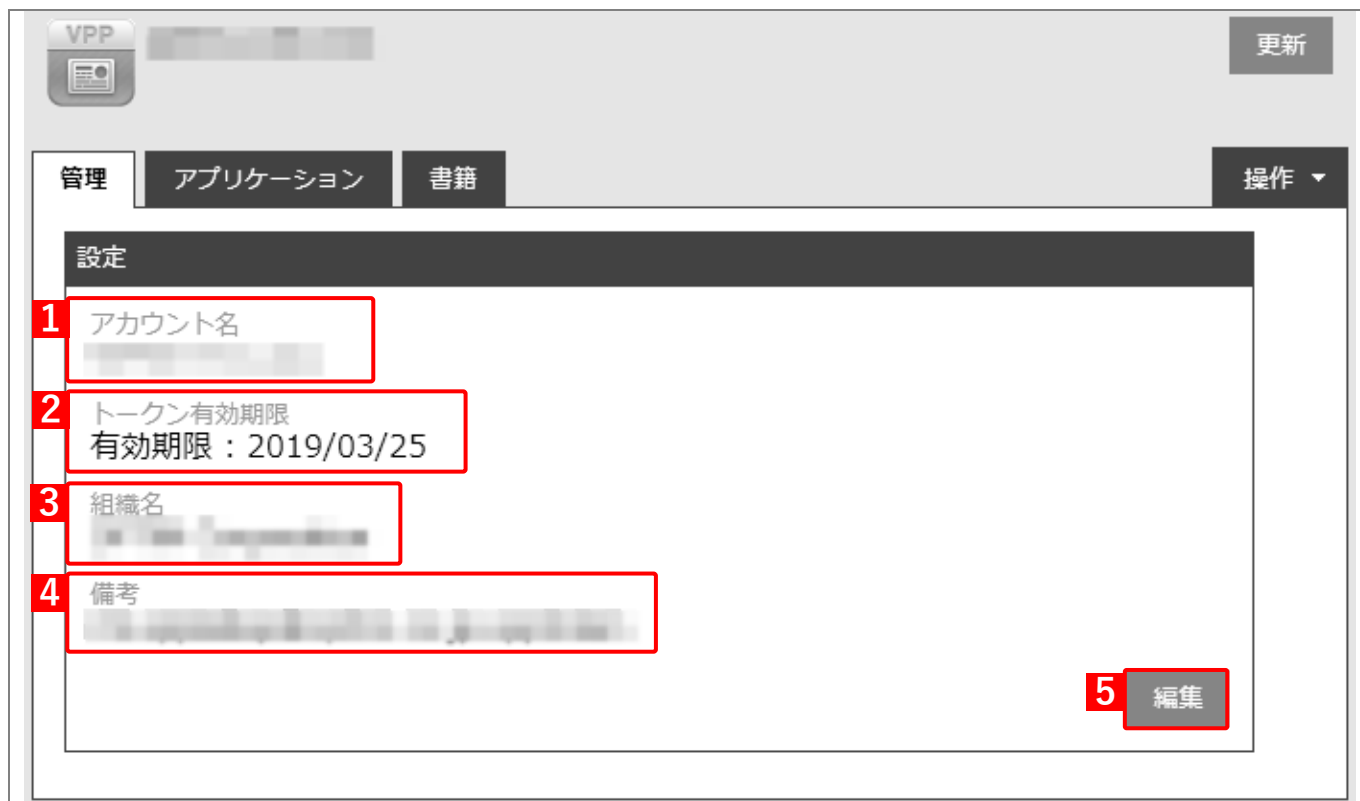 VPP
更新
管理 アプリケーション 書籍 操作
設定
1 アカウント名
2 トークン有効期限
有効期限：2019/03/25
3 組織名
4 備考
5 編集